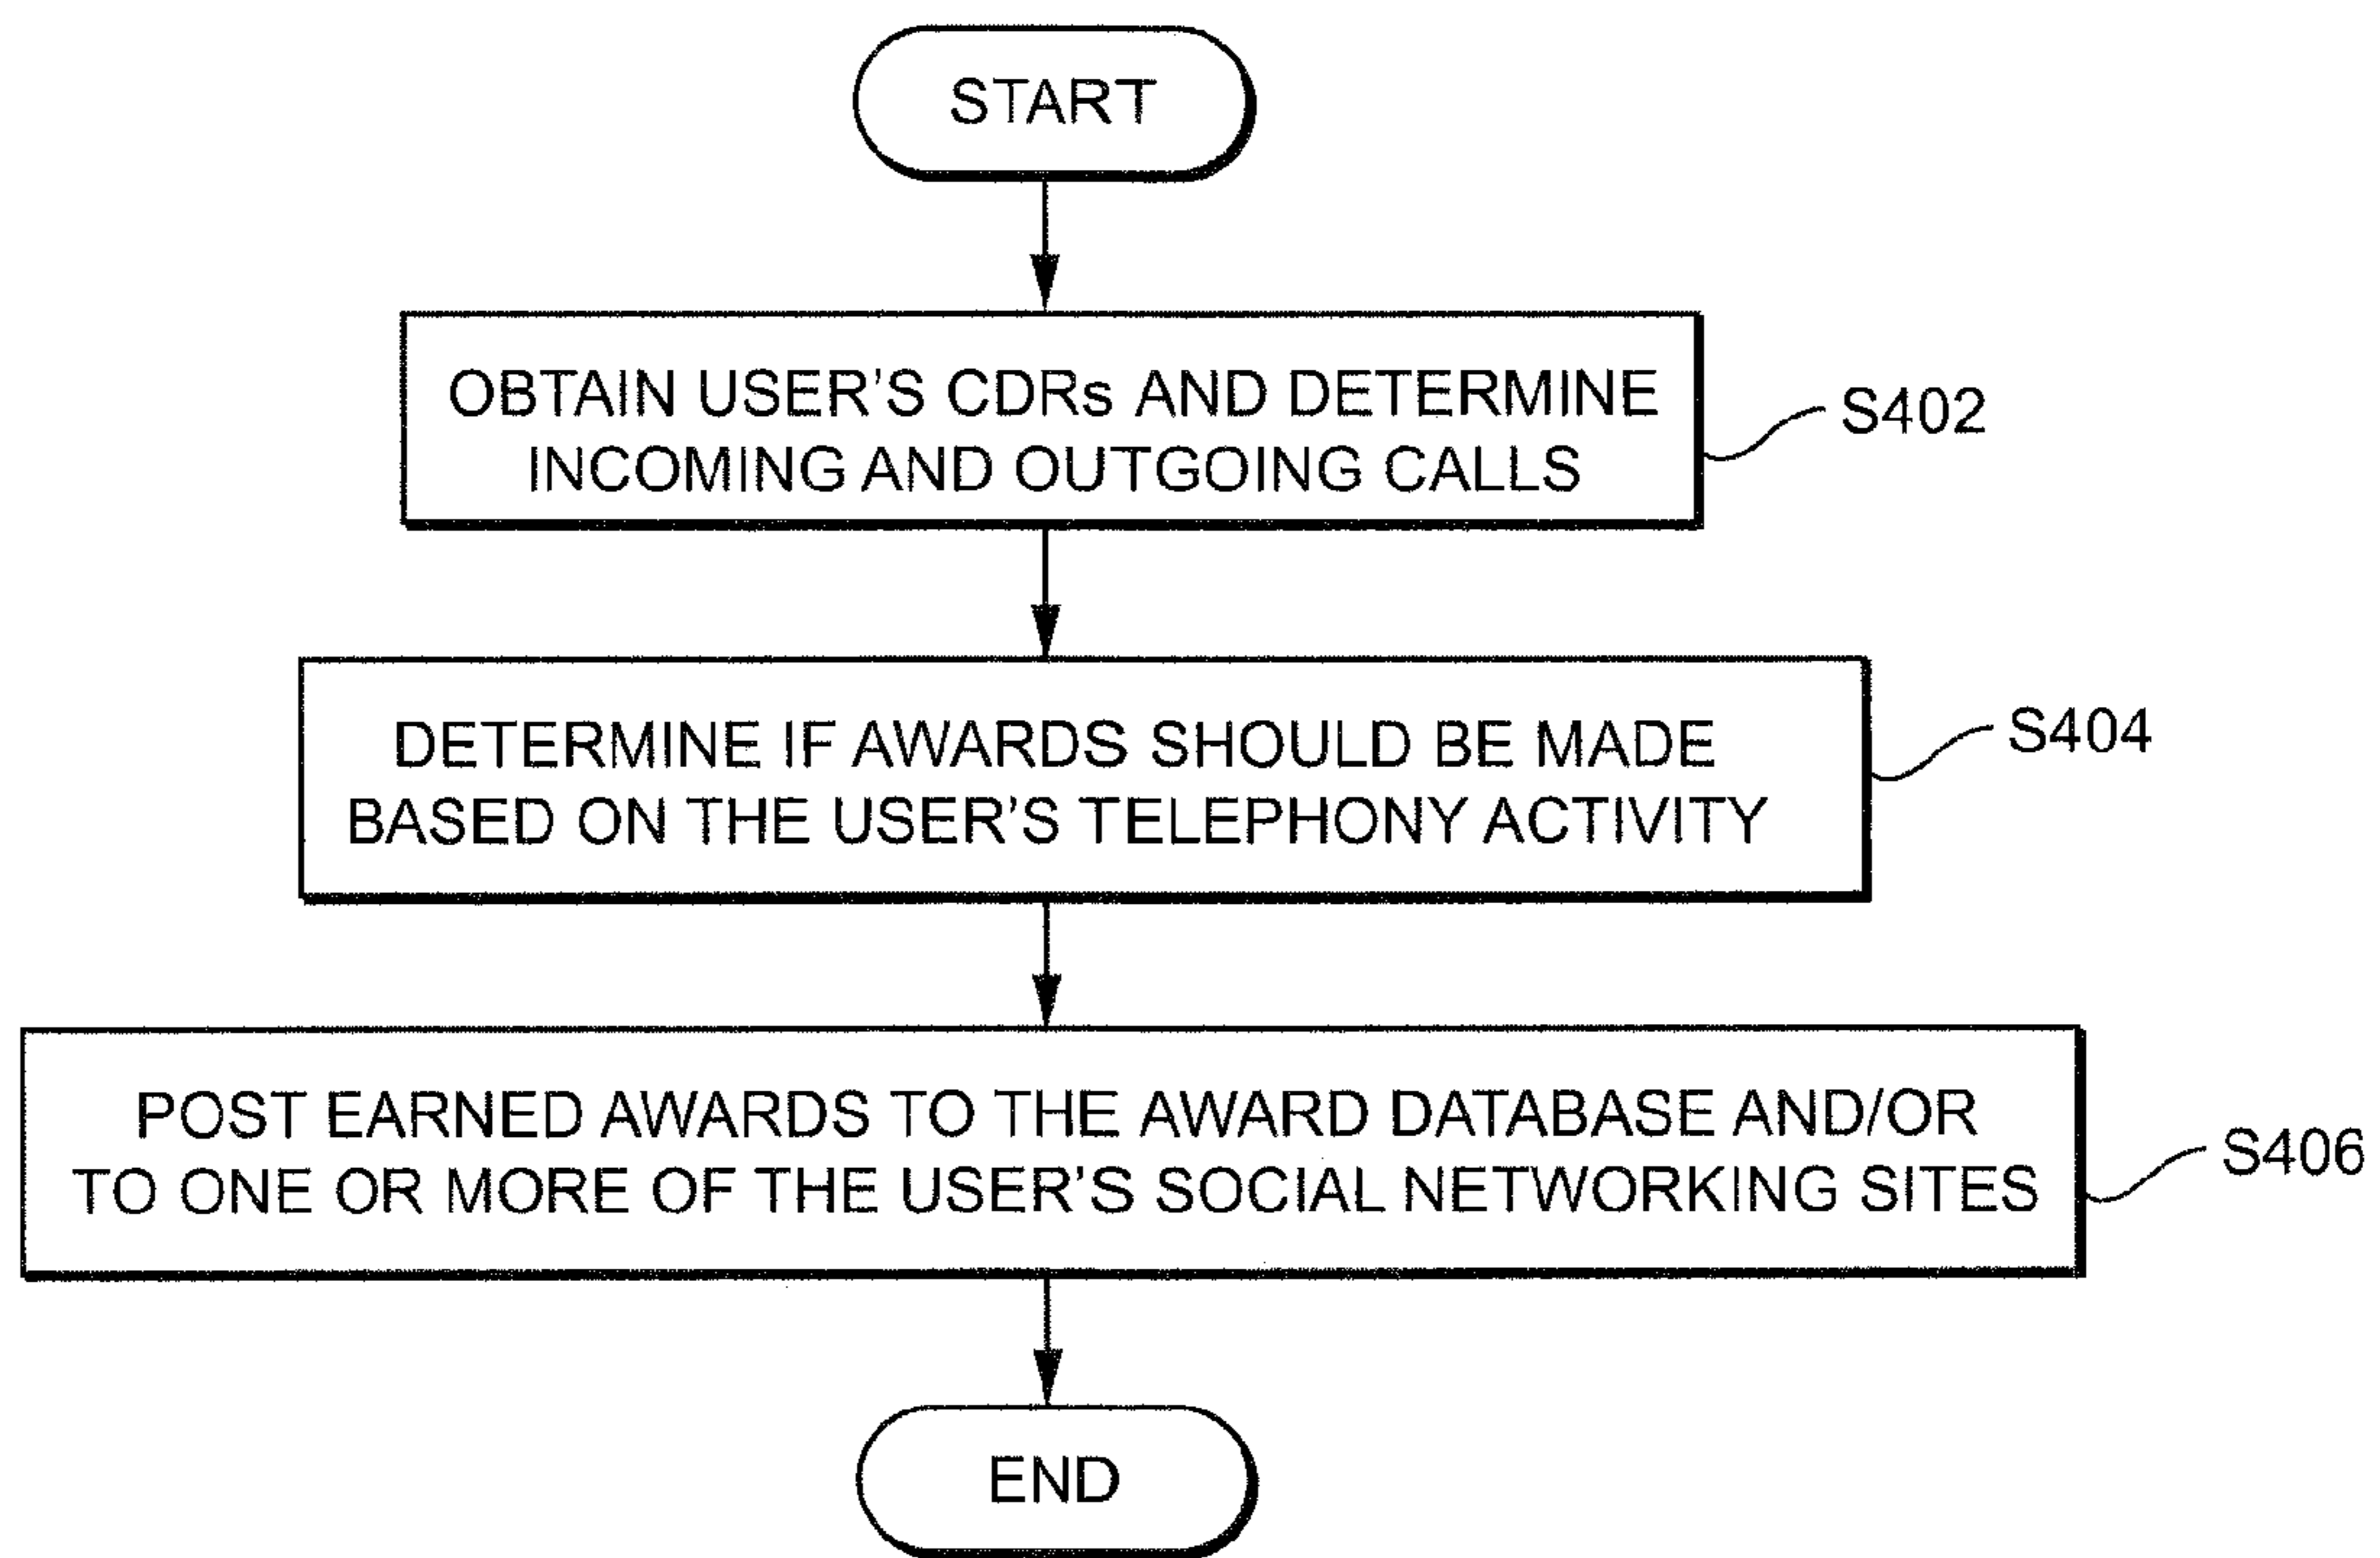 START
OBTAIN USER'S CDRs AND DETERMINE
INCOMING AND OUTGOING CALLS
S402
DETERMINE IF AWARDS SHOULD BE MADE
BASED ON THE USER'S TELEPHONY ACTIVITY
S404
POST EARNED AWARDS TO THE AWARD DATABASE AND/OR
TO ONE OR MORE OF THE USER'S SOCIAL NETWORKING SITES
S406
END